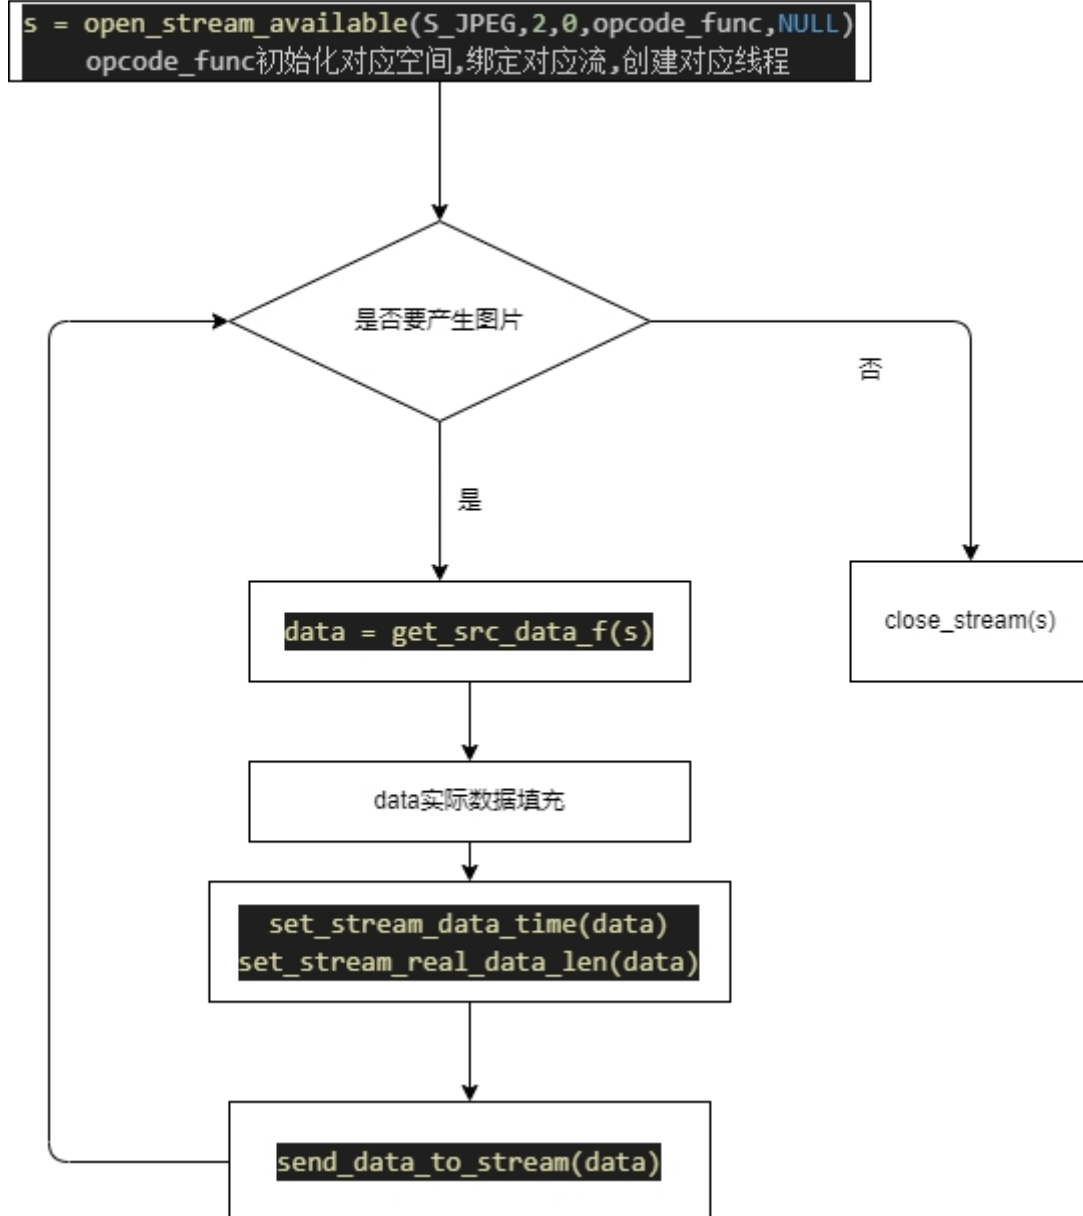 s = open_stream_available(S_JPEG,2,0,opcode_func,NULL)
opcode_func初始化对应空间,绑定对应流,创建对应线程
是否要产生图片
否
是
data = get_src_data_f(s)
close_stream(s)
data实际数据填充
set_stream_data_time(data)
set_stream_real_data_len(data)
send_data_to_stream(data)